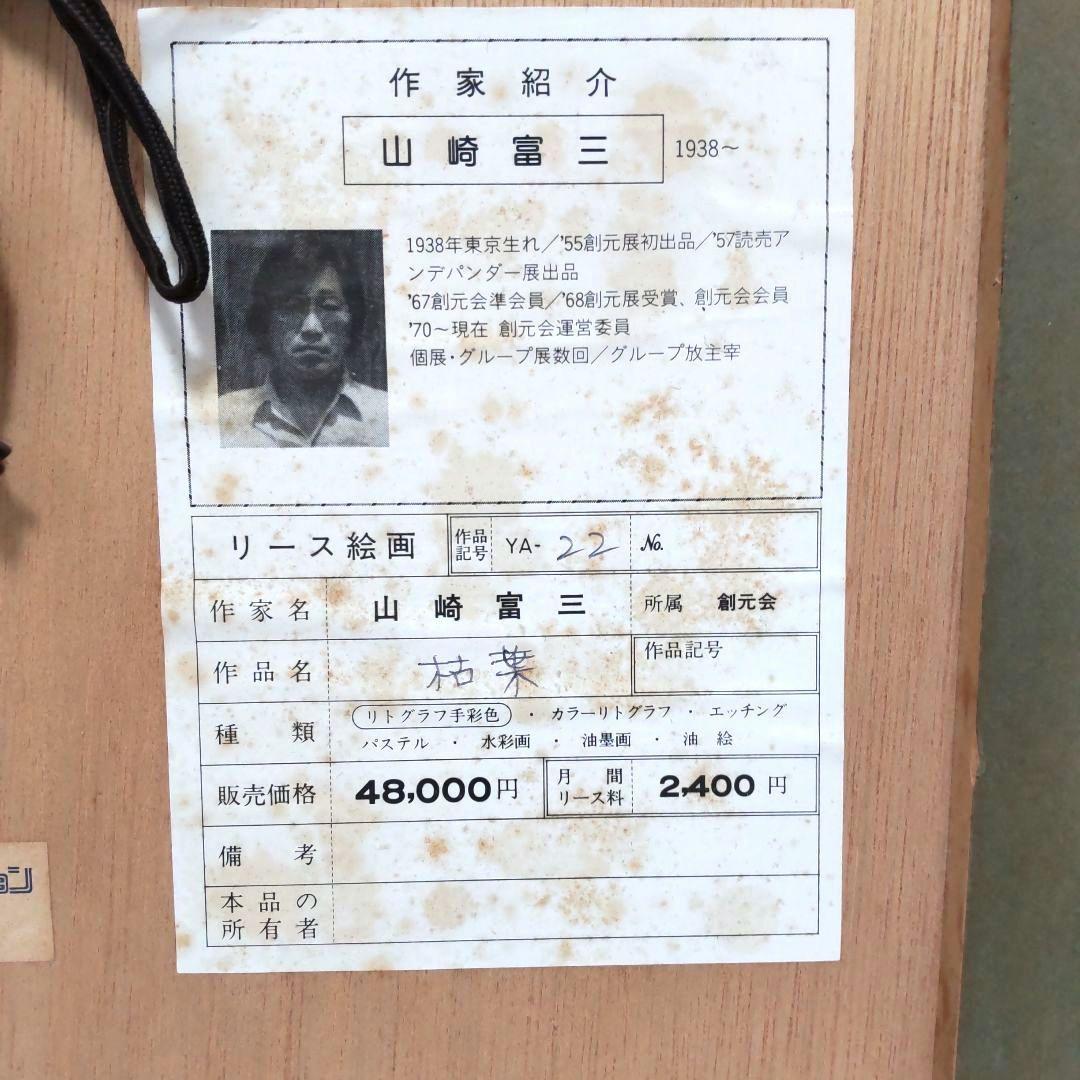 作家紹介
山崎富三 1938〜
1938年東京生れ／'55創元展初出品／'57読売ア
ンデパンダー展出品
'67創元会準会員／'68創元展受賞、創元会会員
'70〜現在 創元会運営委員
個展・グループ展数回／グループ放主宰
リース絵画 作品記号 YA- 22 No.
作家名 山崎富三 所属 創元会
作品名 枯葉 作品記号
種類 リトグラフ手彩色 ・ カラーリトグラフ ・ エッチング
パステル ・ 水彩画 ・ 油墨画 ・ 油絵
販売価格 48,000円 月間リース料 2,400円
備考
本品の
所有者
ョン